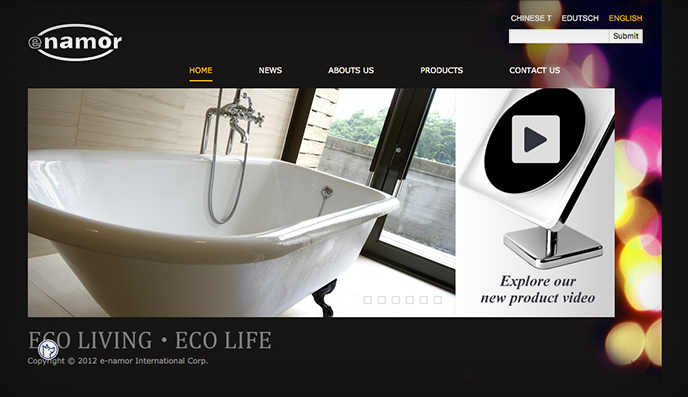 CHINESE T EDUTSCH ENGLISH
Submit
enamor
HOME NEWS ABOUTS US PRODUCTS CONTACT US
Explore our
new product video
ECO LIVING・ECO LIFE
Copyright © 2012 e-namor International Corp.